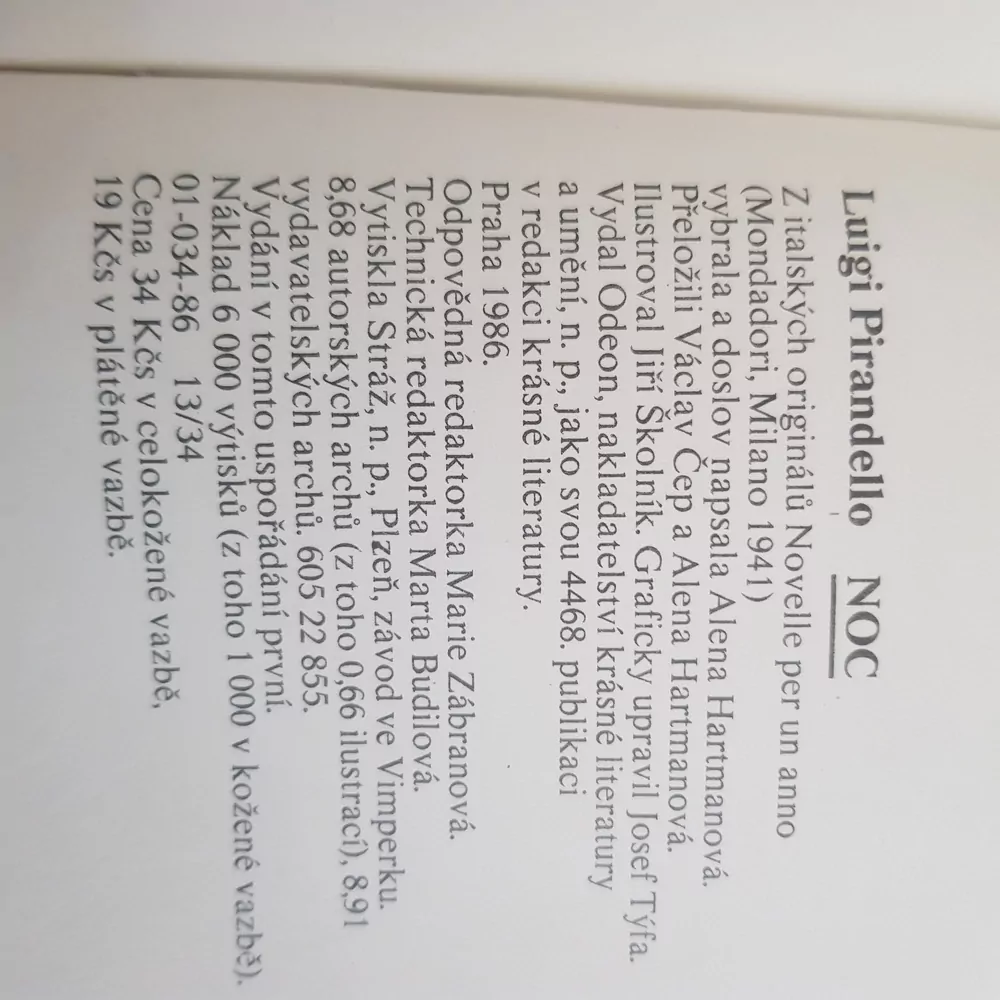 Luigi Pirandello NOC
Z italských originálů Novelle per un anno
(Mondadori, Milano 1941)
vybrala a doslov napsala Alena Hartmanová.
Přeložili Václav Čep a Alena Hartmanová.
Ilustroval Jiří Školník. Graficky upravil Josef Týfa.
Vydal Odeon, nakladatelství krásné literatury
a umění, n. p., jako svou 4468. publikaci
v redakci krásné literatury.
Praha 1986.
Odpovědná redaktorka Marie Zábranová.
Technická redaktorka Marta Budilová.
Vytiskla Stráž, n. p., Plzeň, závod ve Vimperku.
8,68 autorských archů (z toho 0,66 ilustrací), 8,91
vydavatelských archů. 605 22 855.
Vydání v tomto uspořádání první.
Náklad 6 000 výtisků (z toho 1 000 v kožené vazbě).
01-034-86 13/34
Cena 34 Kčs v celokožené vazbě,
19 Kčs v plátěné vazbě.